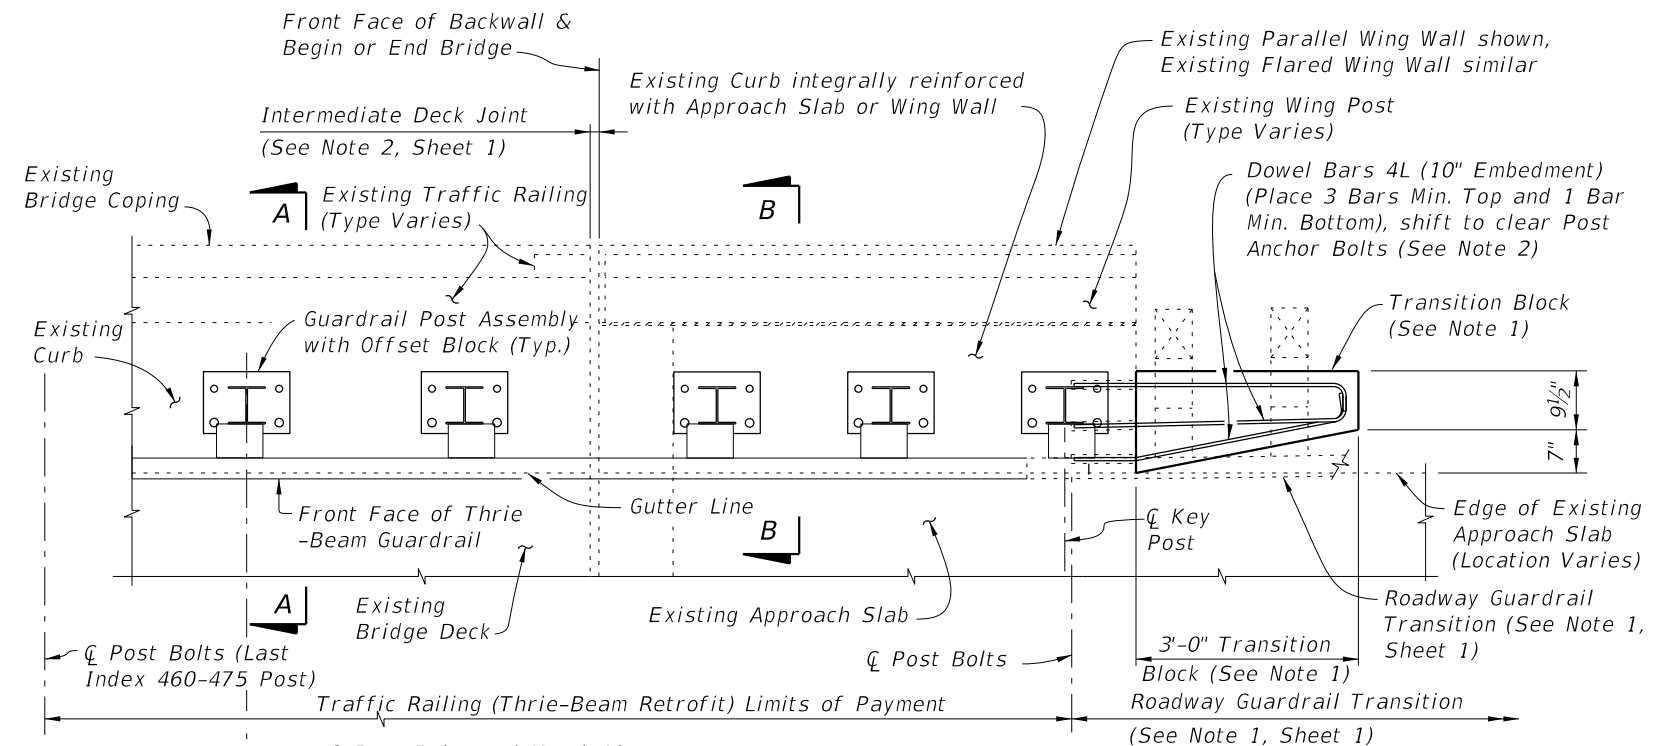 Front Face of Backwall &
Begin or End Bridge
Existing Parallel Wing Wall shown,
Existing Flared Wing Wall similar
Existing Curb integrally reinforced
with Approach Slab or Wing Wall
Existing Wing Post
(Type Varies)
Intermediate Deck Joint
(See Note 2, Sheet 1)
Dowel Bars 4L (10" Embedment)
(Place 3 Bars Min. Top and 1 Bar
Min. Bottom), shift to clear Post
Anchor Bolts (See Note 2)
Existing
Bridge Coping
A
Existing Traffic Railing
(Type Varies)
B
Transition Block
(See Note 1)
Existing
Curb
Guardrail Post Assembly
with Offset Block (Typ.)
9½"
7"
Front Face of Thrie
-Beam Guardrail
Gutter Line
B
℄ Key
Post
Edge of Existing
Approach Slab
(Location Varies)
A
Existing
Bridge Deck
Existing Approach Slab
Roadway Guardrail
Transition (See Note 1,
Sheet 1)
℄ Post Bolts (Last
Index 460-475 Post)
℄ Post Bolts
3'-0" Transition
Block (See Note 1)
Traffic Railing (Thrie-Beam Retrofit) Limits of Payment
Roadway Guardrail Transition
(See Note 1, Sheet 1)